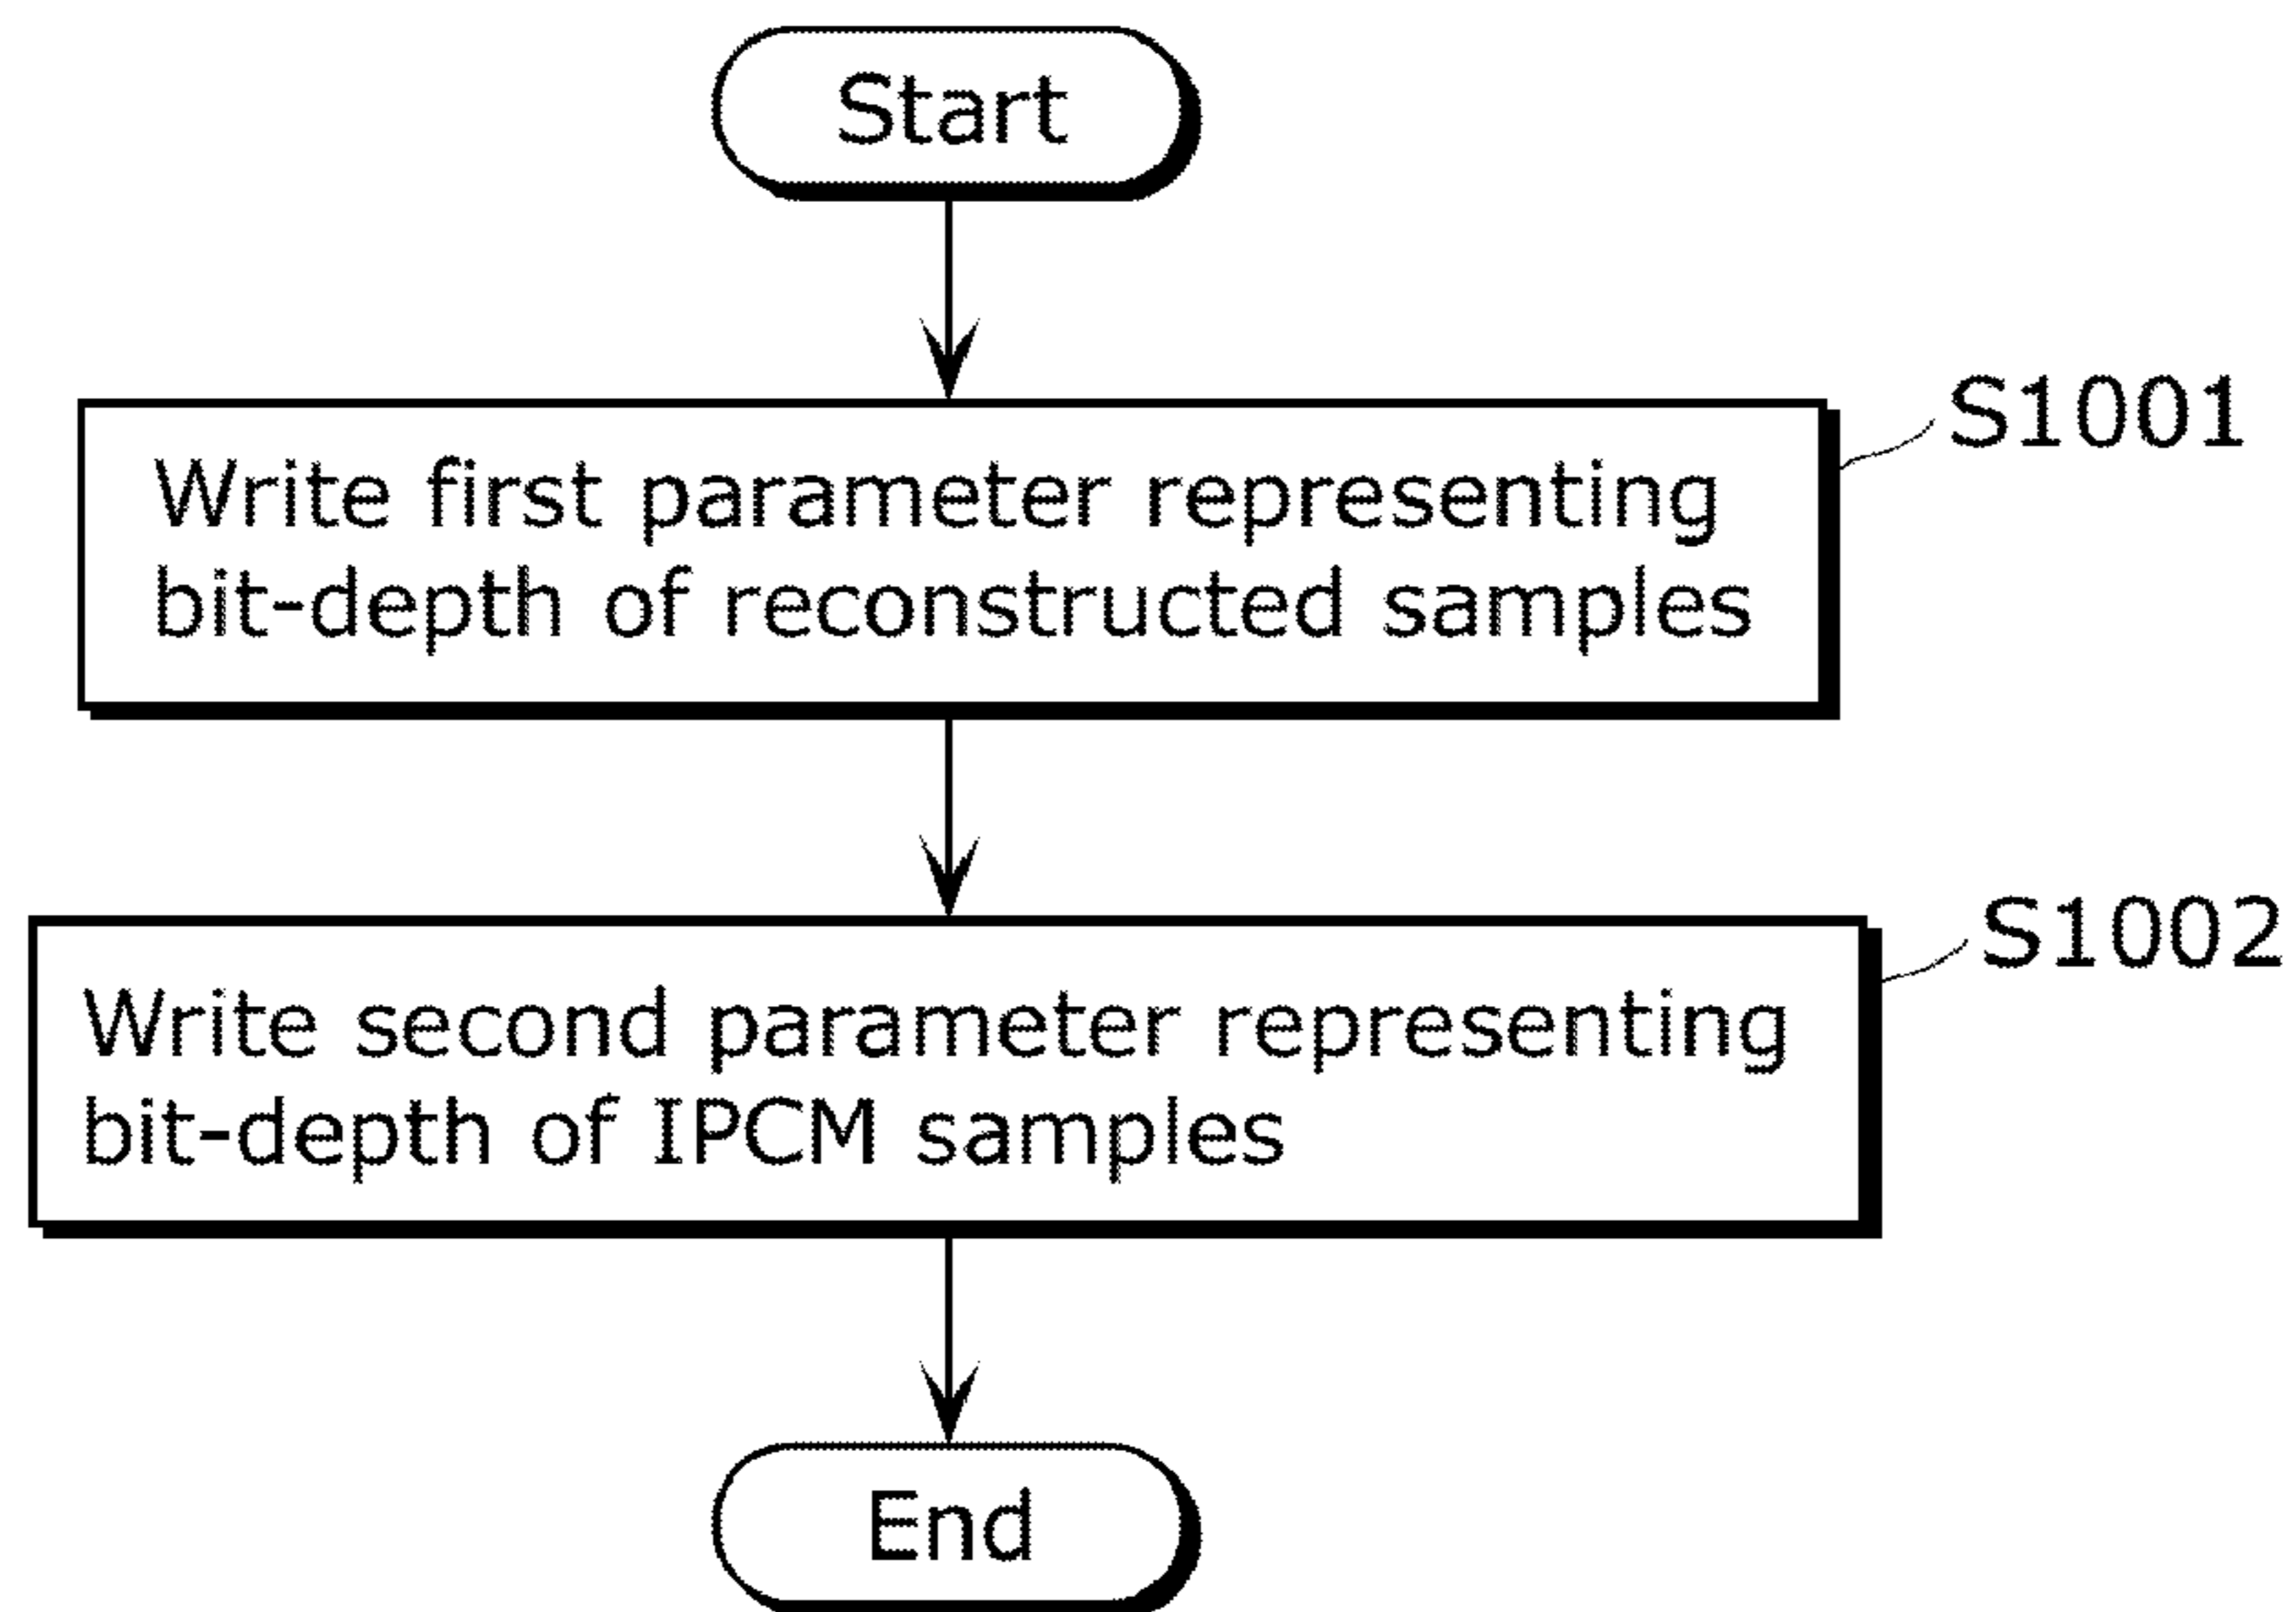 Start
S1001
Write first parameter representing
bit-depth of reconstructed samples
S1002
Write second parameter representing
bit-depth of IPCM samples
End